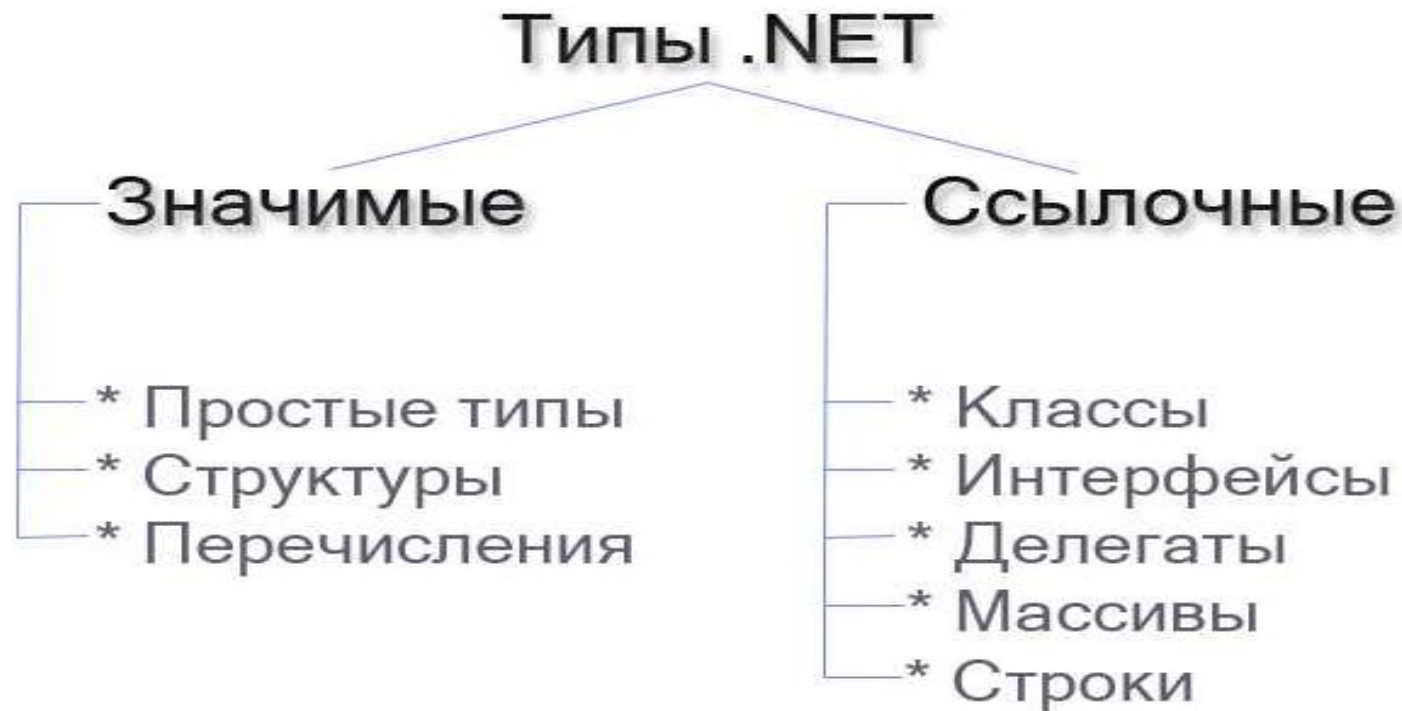 Типы .NET
Значимые
* Простые типы
* Структуры
* Перечисления
Ссылочные
* Классы
* Интерфейсы
* Делегаты
* Массивы
* Строки